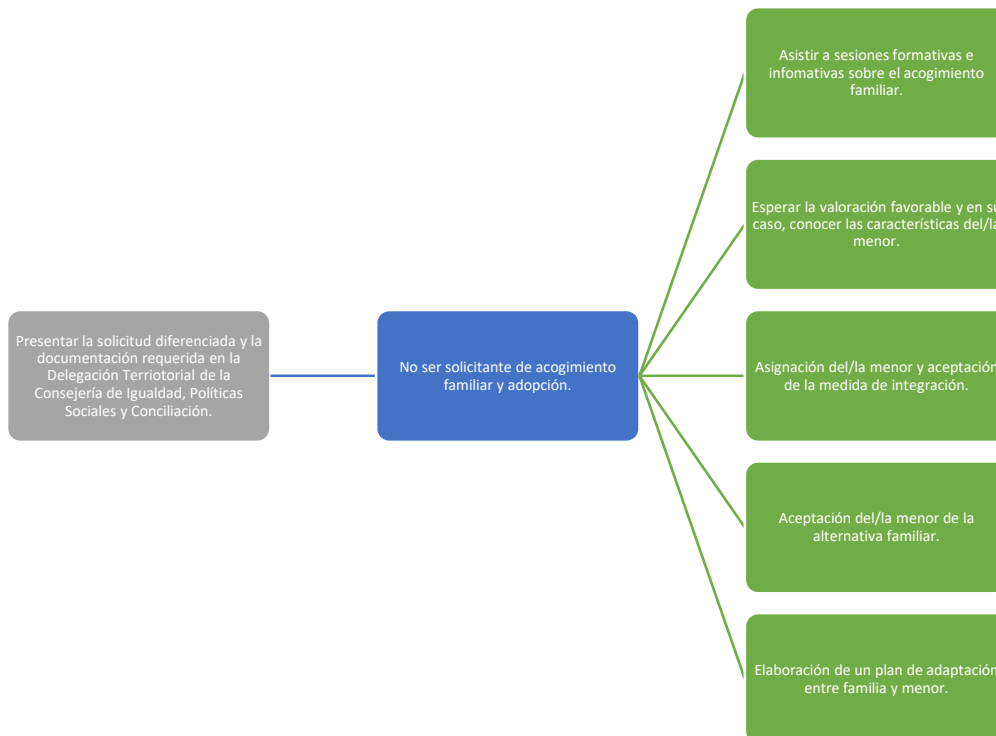 Presentar la solicitud diferenciada y la
documentación requerida en la
Delegación Terriotorial de la
Consejería de Igualdad, Políticas
Sociales y Conciliación.
No ser solicitante de acogimiento
familiar y adopción.
Asistir a sesiones formativas e
infomativas sobre el acogimiento
familiar.
Esperar la valoración favorable y en su
caso, conocer las características del/la
menor.
Asignación del/la menor y aceptación
de la medida de integración.
Aceptación del/la menor de la
alternativa familiar.
Elaboración de un plan de adaptación
entre familia y menor.